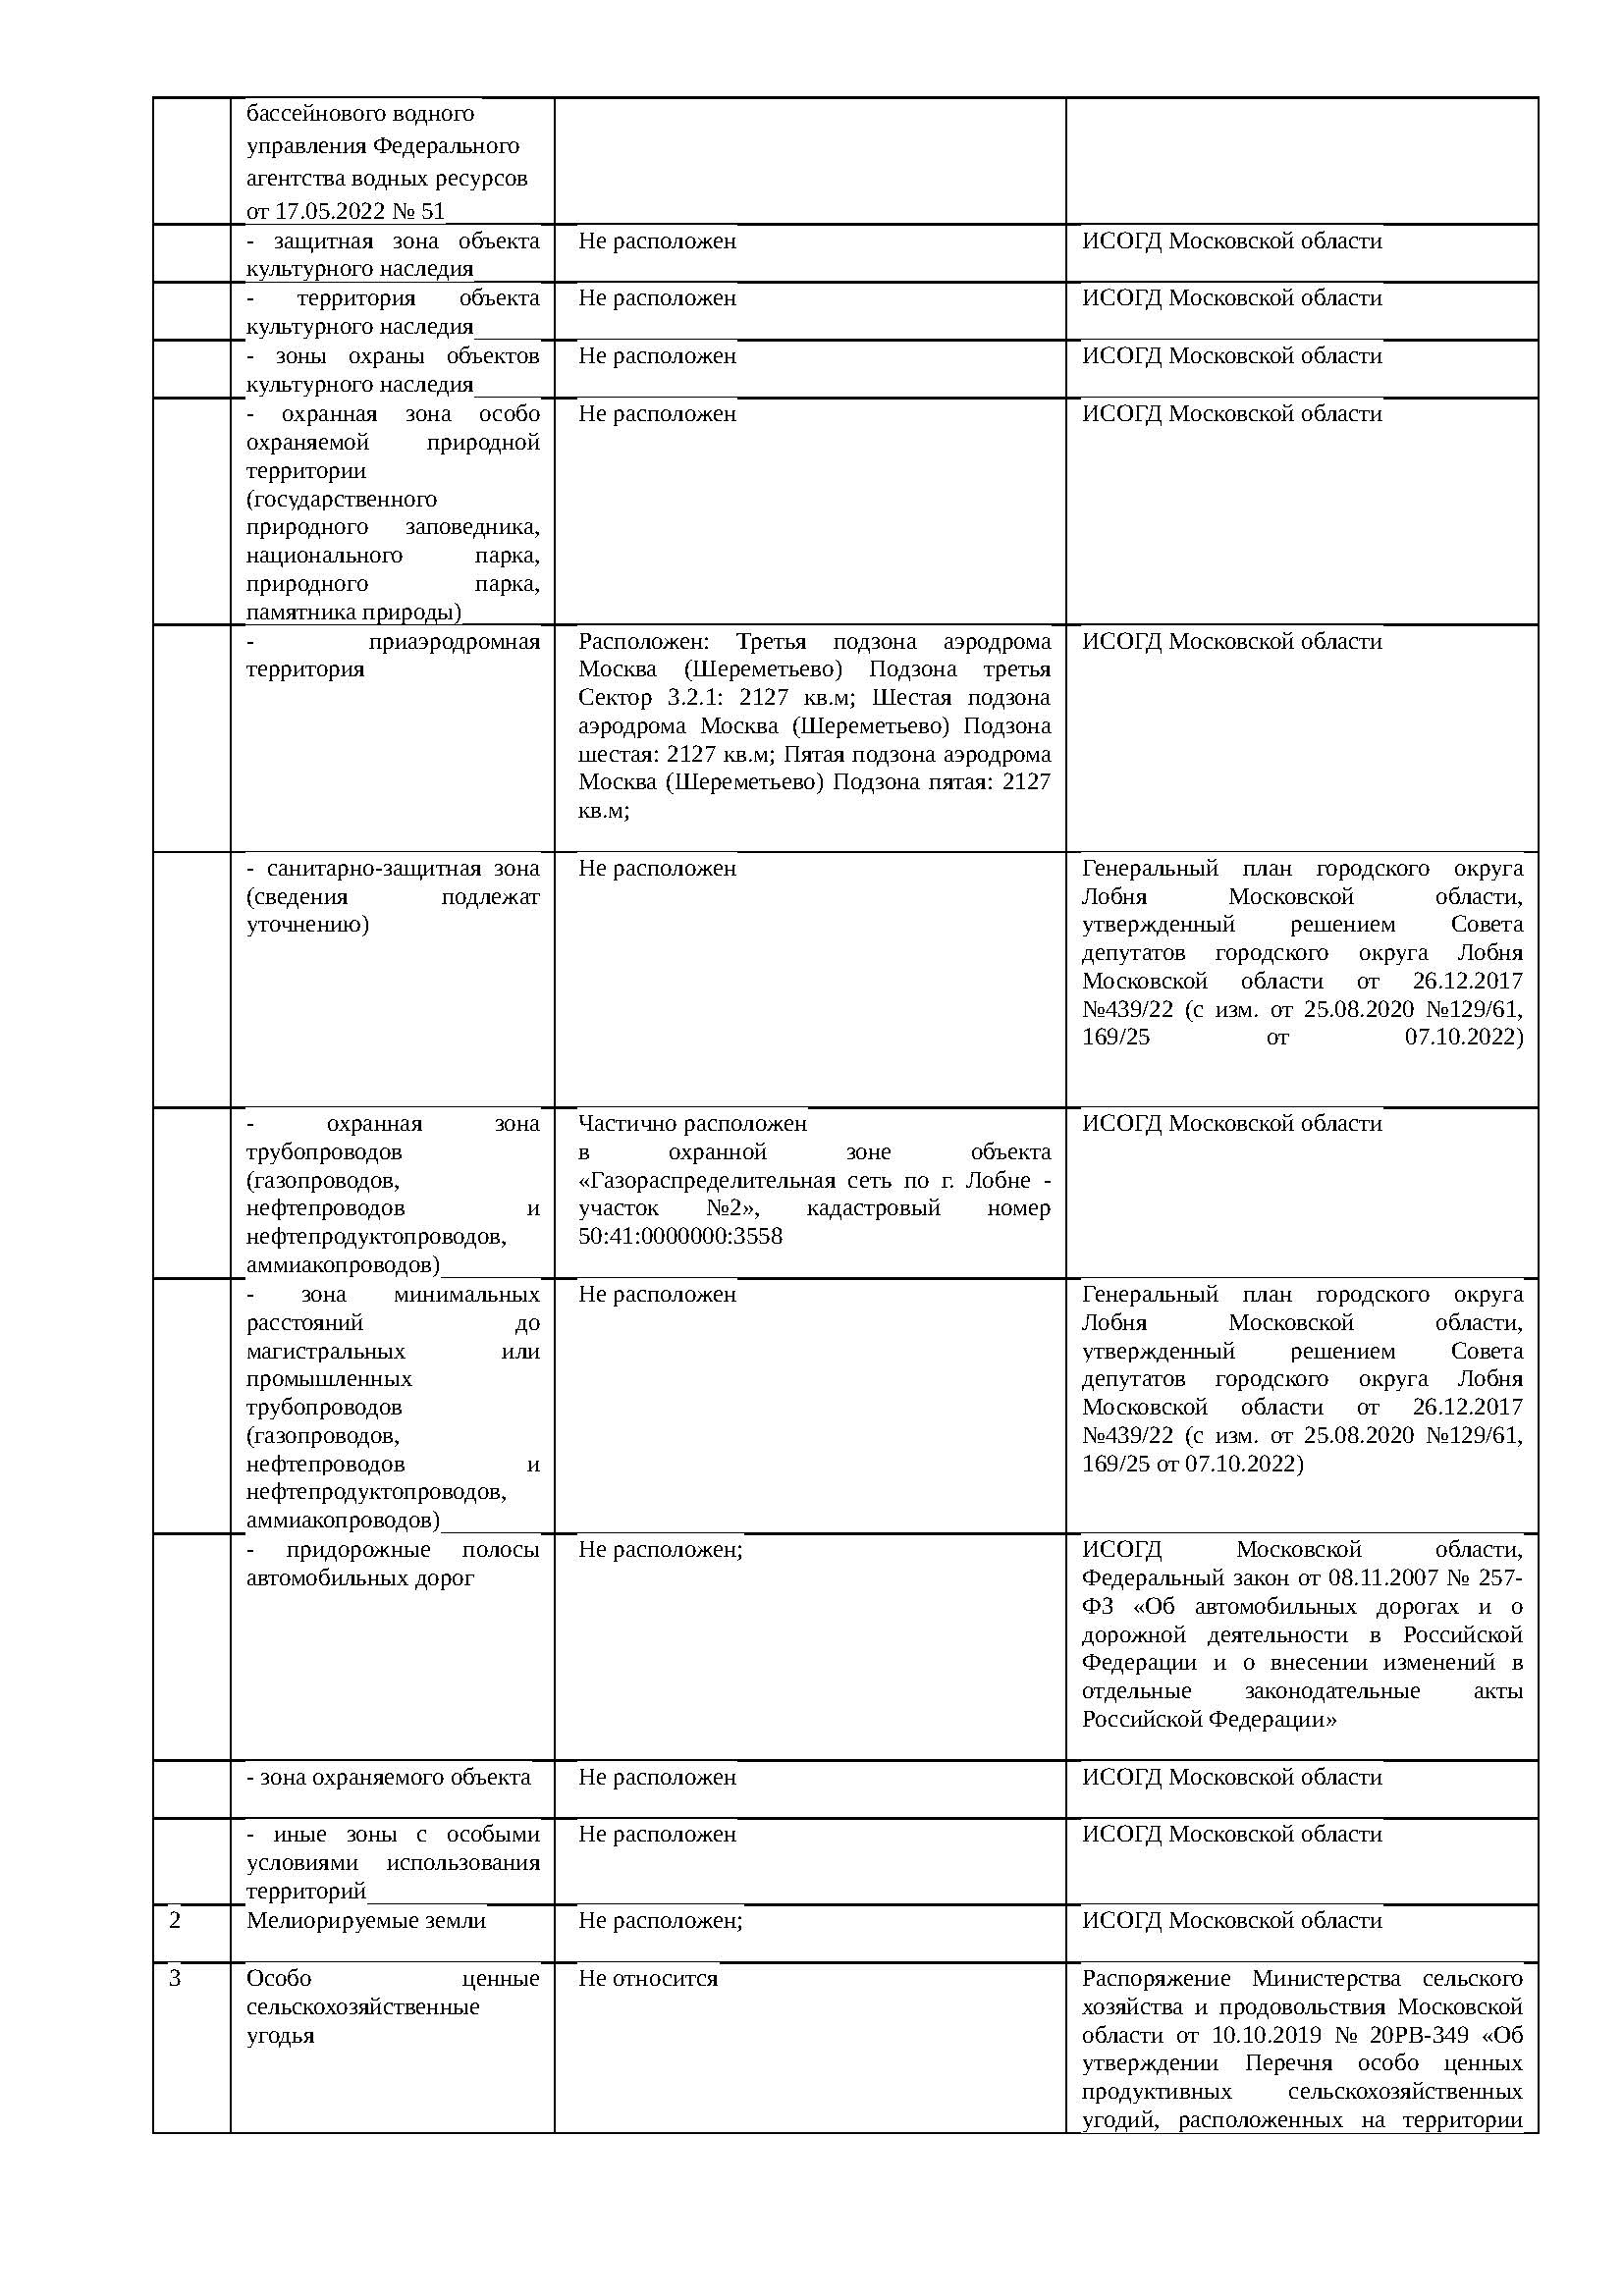 бассейнового водного
управления Федерального
агентства водных ресурсов
от 17.05.2022 № 51
- защитная зона объекта
культурного наследия
Не расположен
ИСОГД Московской области
- территория объекта
культурного наследия
Не расположен
ИСОГД Московской области
- зоны охраны объектов
культурного наследия
Не расположен
ИСОГД Московской области
- охранная зона особо
охраняемой природной
территории
(государственного
природного заповедника,
национального парка,
природного парка,
памятника природы)
Не расположен
ИСОГД Московской области
- приаэродромная
территория
Расположен: Третья подзона аэродрома
Москва (Шереметьево) Подзона третья
Сектор 3.2.1: 2127 кв.м; Шестая подзона
аэродрома Москва (Шереметьево) Подзона
шестая: 2127 кв.м; Пятая подзона аэродрома
Москва (Шереметьево) Подзона пятая: 2127
кв.м;
ИСОГД Московской области
- санитарно-защитная зона
(сведения подлежат
уточнению)
Не расположен
Генеральный план городского округа
Лобня Московской области,
утвержденный решением Совета
депутатов городского округа Лобня
Московской области от 26.12.2017
№439/22 (с изм. от 25.08.2020 №129/61,
169/25 от 07.10.2022)
- охранная зона
трубопроводов
(газопроводов,
нефтепроводов и
нефтепродуктопроводов,
аммиакопроводов)
Частично расположен
в охранной зоне объекта
«Газораспределительная сеть по г. Лобне -
участок №2», кадастровый номер
50:41:0000000:3558
ИСОГД Московской области
- зона минимальных
расстояний до
магистральных или
промышленных
трубопроводов
(газопроводов,
нефтепроводов и
нефтепродуктопроводов,
аммиакопроводов)
Не расположен
Генеральный план городского округа
Лобня Московской области,
утвержденный решением Совета
депутатов городского округа Лобня
Московской области от 26.12.2017
№439/22 (с изм. от 25.08.2020 №129/61,
169/25 от 07.10.2022)
- придорожные полосы
автомобильных дорог
Не расположен;
ИСОГД Московской области,
Федеральный закон от 08.11.2007 № 257-
ФЗ «Об автомобильных дорогах и о
дорожной деятельности в Российской
Федерации и о внесении изменений в
отдельные законодательные акты
Российской Федерации»
- зона охраняемого объекта
Не расположен
ИСОГД Московской области
- иные зоны с особыми
условиями использования
территорий
Не расположен
ИСОГД Московской области
2
Мелиорируемые земли
Не расположен;
ИСОГД Московской области
3
Особо ценные
сельскохозяйственные
угодья
Не относится
Распоряжение Министерства сельского
хозяйства и продовольствия Московской
области от 10.10.2019 № 20РВ-349 «Об
утверждении Перечня особо ценных
продуктивных сельскохозяйственных
угодий, расположенных на территории